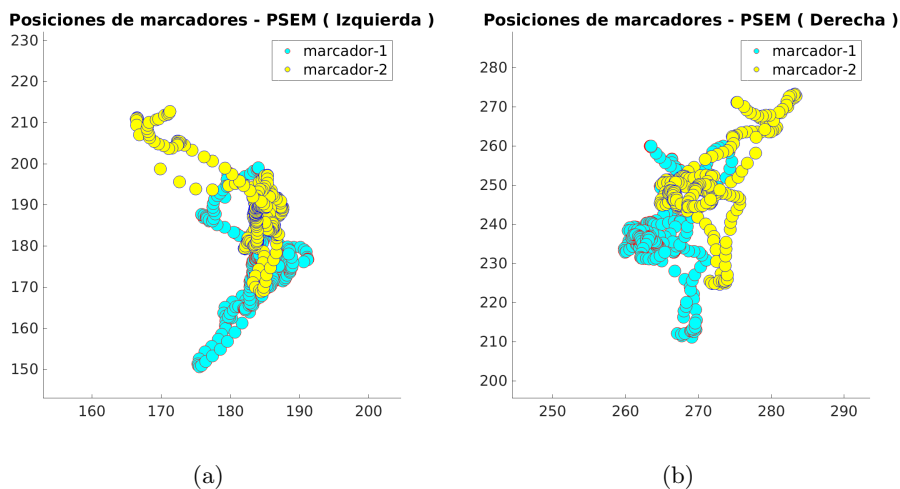 Posiciones de marcadores - PSEM ( Izquierda )
marcador-1
marcador-2
230
220
210
200
190
180
170
160
150
160 170 180 190 200
(a)
Posiciones de marcadores - PSEM ( Derecha )
marcador-1
marcador-2
280
270
260
250
240
230
220
210
200
250 260 270 280 290
(b)